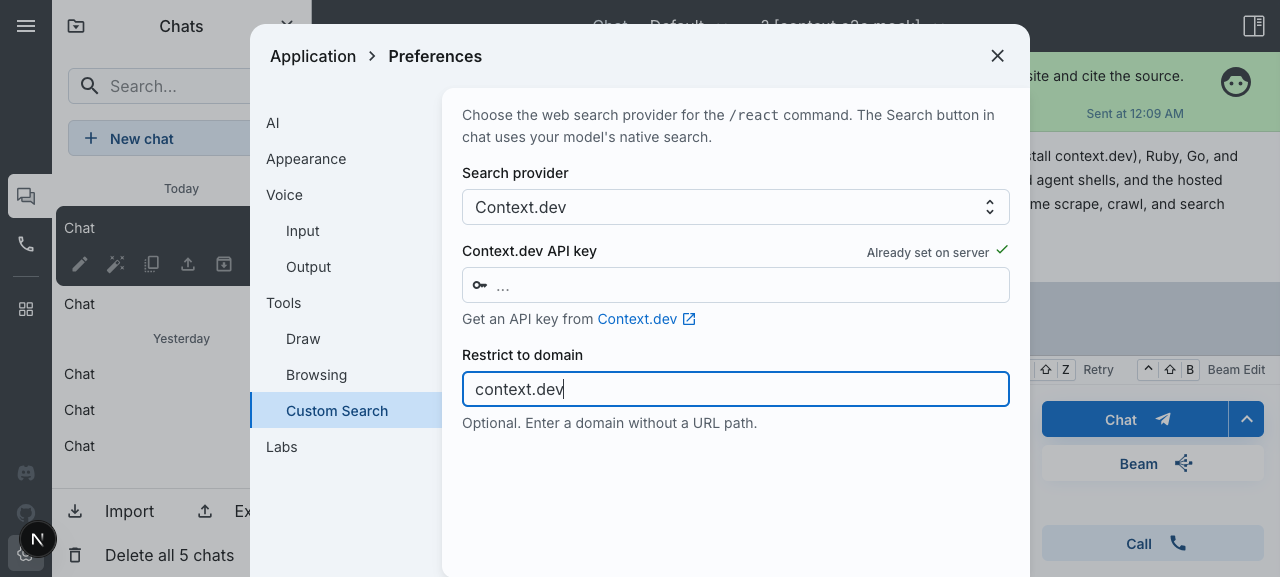 Chats
Search...
New chat
Today
Chat
Chat
Yesterday
Chat
Chat
Chat
Import
Delete all 5 chats
Application > Preferences
AI
Appearance
Voice
Input
Output
Tools
Draw
Browsing
Custom Search
Labs
Choose the web search provider for the /react command. The Search button in
chat uses your model's native search.
Search provider
Context.dev
Context.dev API key
Already set on server
...
Get an API key from Context.dev
Restrict to domain
context.dev
Optional. Enter a domain without a URL path.
site and cite the source.
Sent at 12:09 AM
context.dev), Ruby, Go, and
agent shells, and the hosted
scrape, crawl, and search
Z Retry
^ B Beam Edit
Chat
Beam
Call
N